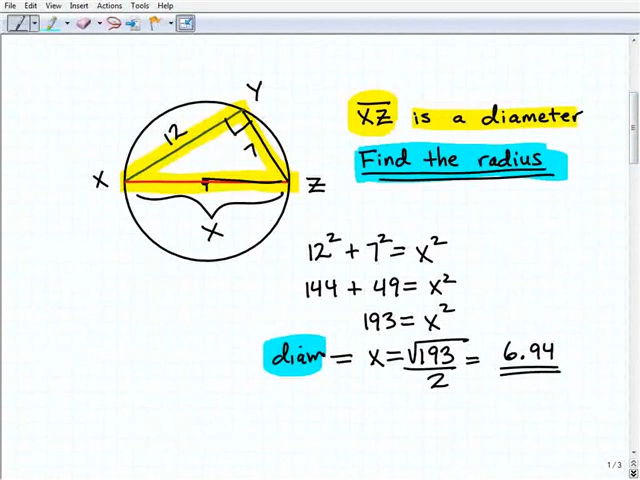 File Edit View Insert Actions Tools Help
Y
12
7
X
Z
X
XZ is a diameter
Find the radius
12² + 7² = x²
144 + 49 = x²
193 = x²
diam = x = √193/2 = 6.94
1/3